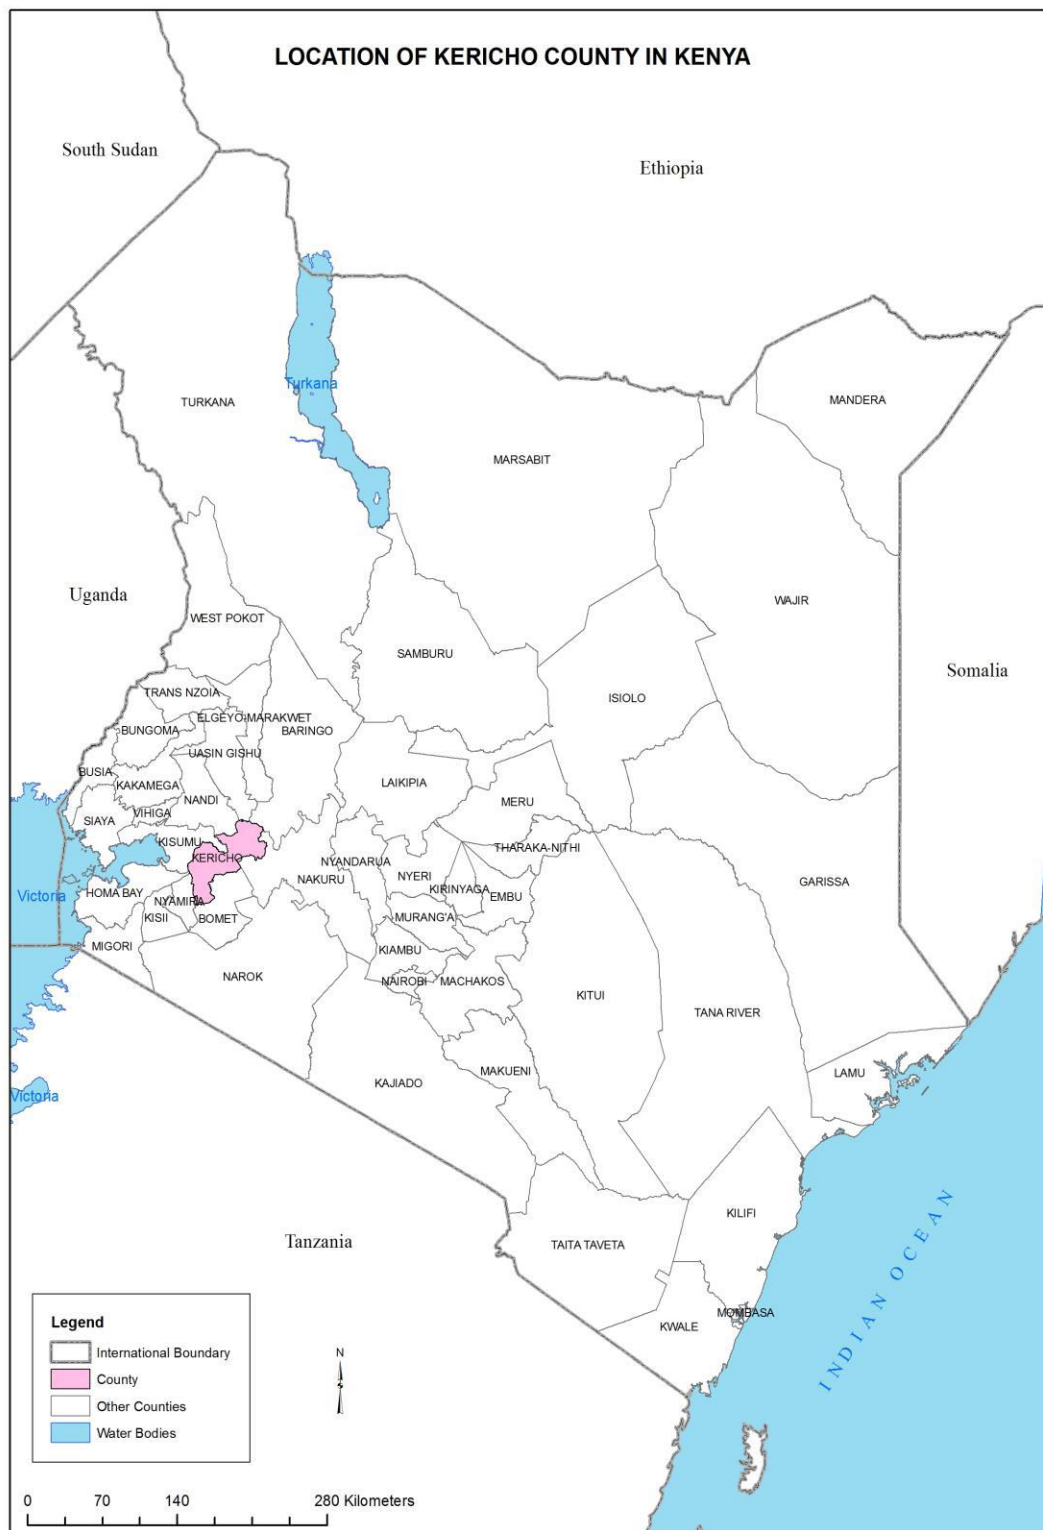 LOCATION OF KERICHO COUNTY IN KENYA
South Sudan
Ethiopia
Turkana
TURKANA
MANDERA
MARSABIT
Uganda
WAJIR
WEST POKOT
SAMBURU
Somalia
TRANS NZOIA
ISIOLO
ELGEYO-MARAKWET
BUNGOMA
BARINGO
UASIN GISHU
BUSIA
KAKAMEGA
LAIKIPIA
NANDI
MERU
VIHIGA
SIAYA
KISUMU
THARAKA-NITHI
KERICHO
NYANDARUA
NYERI
NAKURU
GARISSA
KIRINYAGA
HOMA BAY
Victoria
EMBU
NYAMIRA
KISII
BOMET
MURANG'A
MIGORI
KIAMBU
NAROK
NAIROBI
MACHAKOS
KITUI
TANA RIVER
MAKUENI
LAMU
KAJIADO
Victoria
KILIFI
Tanzania
TAITA TAVETA
INDIAN OCEAN
MOMBASA
KWALE
Legend
International Boundary
County
Other Counties
Water Bodies
N
0 70 140 280 Kilometers